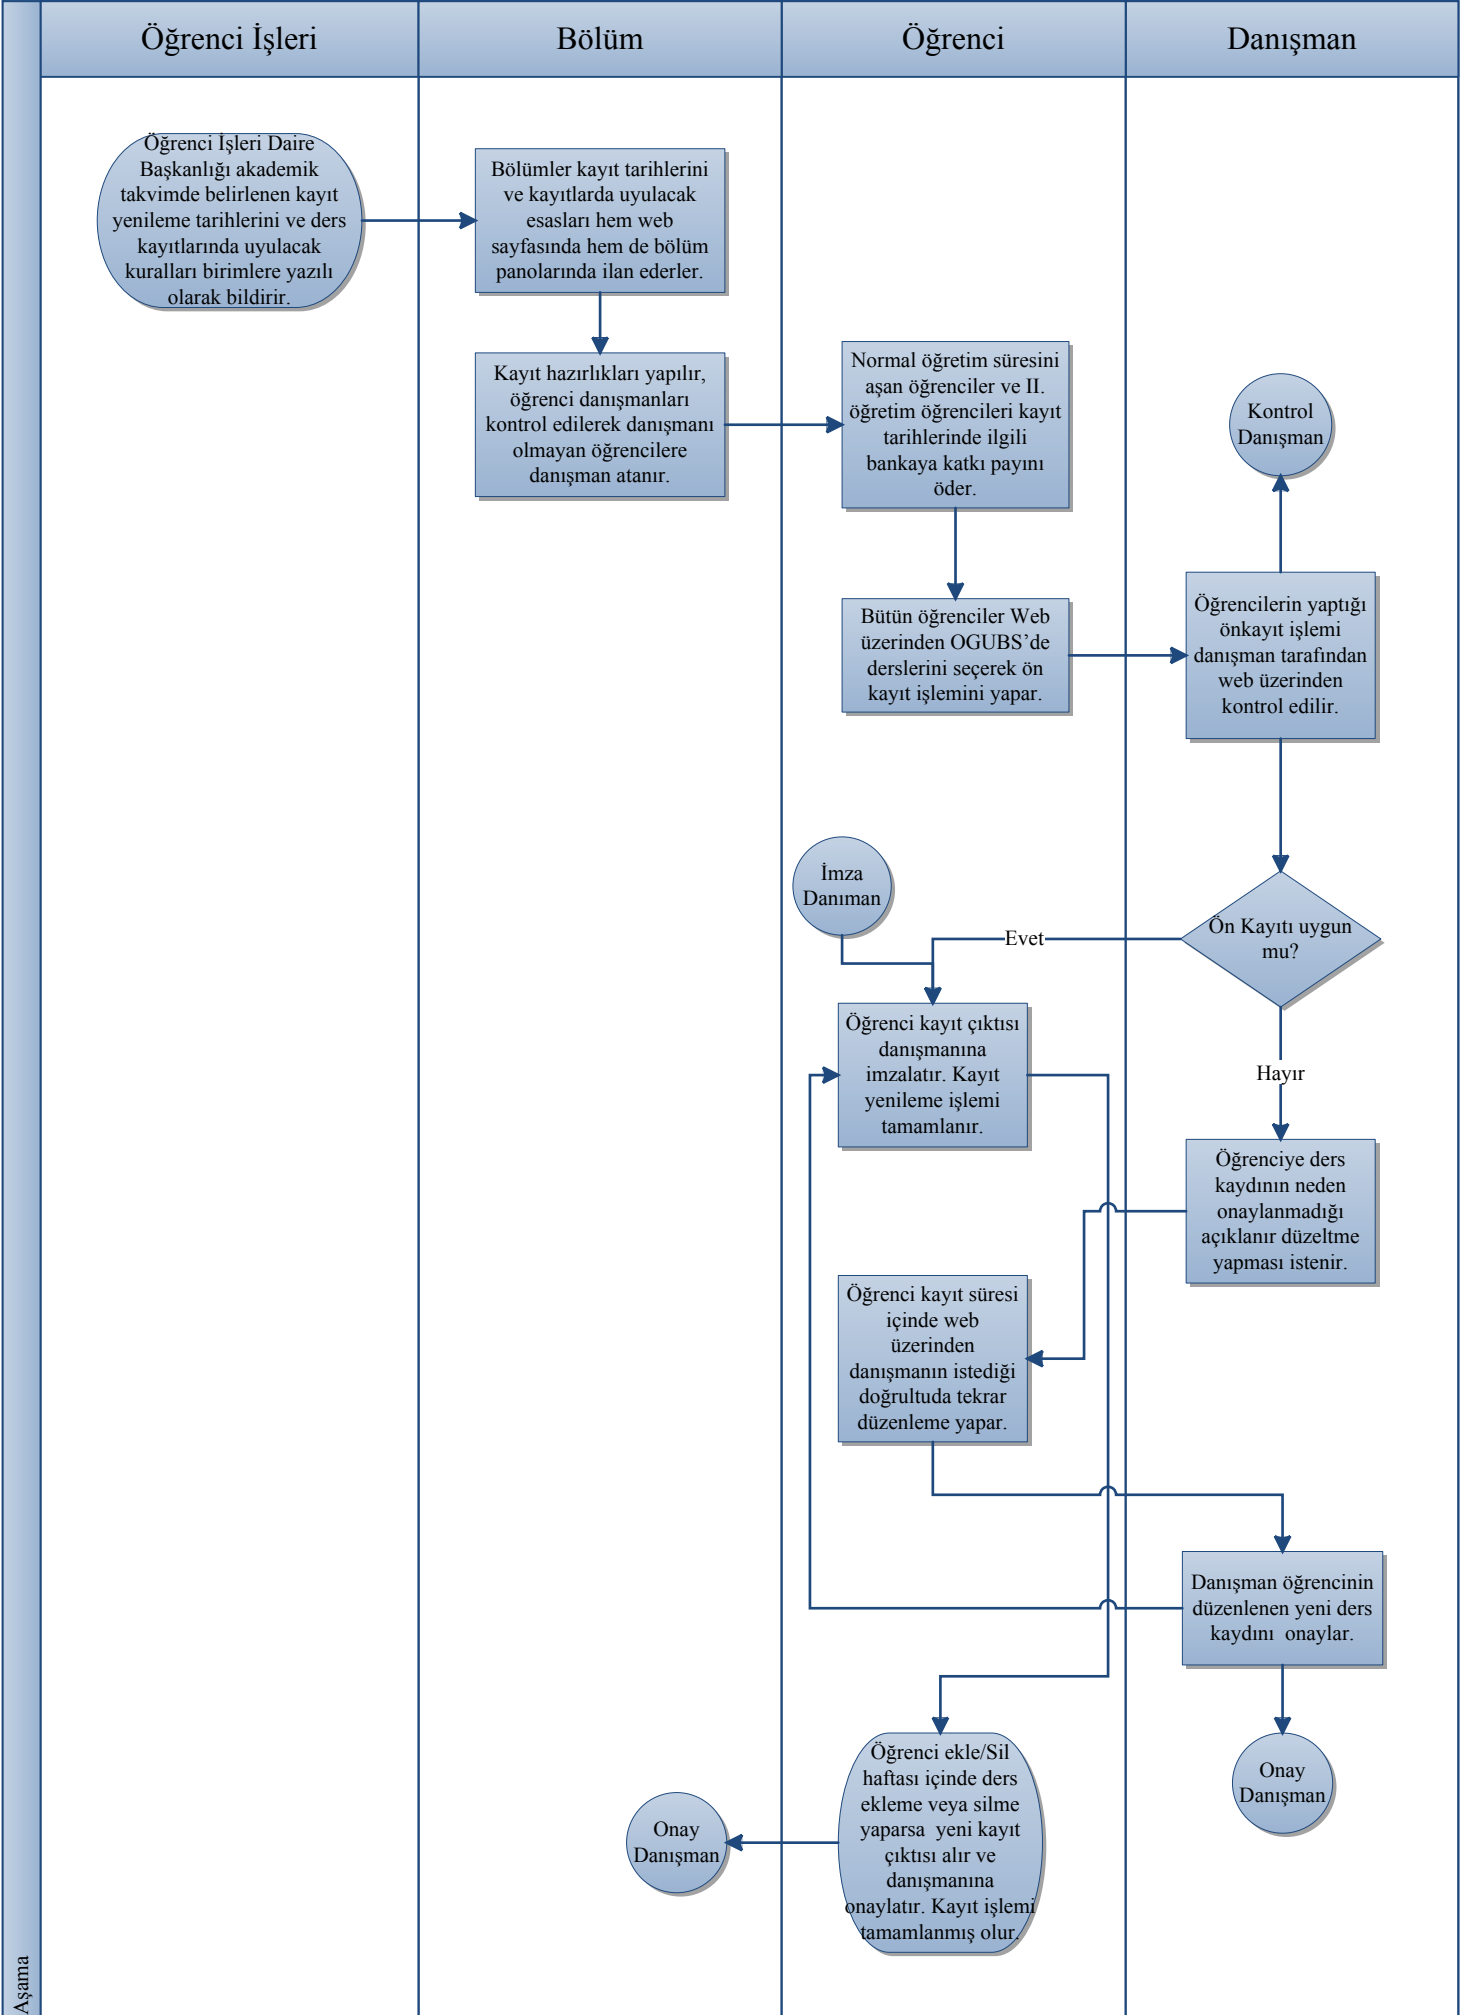 Öğrenci İşleri
Bölüm
Öğrenci
Danışman
Öğrenci İşleri Daire
Başkanlığı akademik
takvimde belirlenen kayıt
yenileme tarihlerini ve ders
kayıtlarında uyulacak
kuralları birimlere yazılı
olarak bildirir.
Bölümler kayıt tarihlerini
ve kayıtlarda uyulacak
esasları hem web
sayfasında hem de bölüm
panolarında ilan ederler.
Kayıt hazırlıkları yapılır,
öğrenci danışmanları
kontrol edilerek danışmanı
olmayan öğrencilere
danışman atanır.
Normal öğretim süresini
aşan öğrenciler ve II.
öğretim öğrencileri kayıt
tarihlerinde ilgili
bankaya katkı payını
öder.
Kontrol
Danışman
Bütün öğrenciler Web
üzerinden OGUBS’de
derslerini seçerek ön
kayıt işlemini yapar.
Öğrencilerin yaptığı
önkayıt işlemi
danışman tarafından
web üzerinden
kontrol edilir.
İmza
Danıman
Ön Kayıtı uygun
mu?
Evet
Hayır
Öğrenci kayıt çıktısı
danışmanına
imzalatır. Kayıt
yenileme işlemi
tamamlanır.
Öğrenciye ders
kaydının neden
onaylanmadığı
açıklanır düzeltme
yapması istenir.
Öğrenci kayıt süresi
içinde web
üzerinden
danışmanın istediği
doğrultuda tekrar
düzenleme yapar.
Danışman öğrencinin
düzenlenen yeni ders
kaydını  onaylar.
Onay
Danışman
Öğrenci ekle/Sil
haftası içinde ders
ekleme veya silme
yaparsa  yeni kayıt
çıktısı alır ve
danışmanına
onaylatır. Kayıt işlemi
tamamlanmış olur.
Onay
Danışman
Aşama